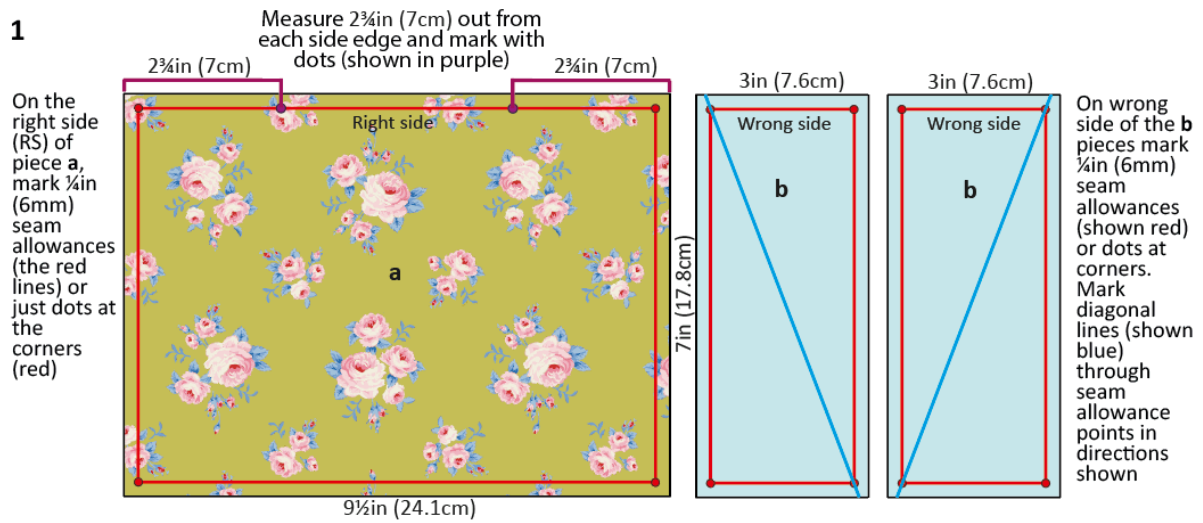 1
Measure 2¾in (7cm) out from
each side edge and mark with
dots (shown in purple)
2¾in (7cm)
2¾in (7cm)
On the
right side
(RS) of
piece a,
mark ¼in
(6mm)
seam
allowances
(the red
lines) or
just dots at
the
corners
(red)
Right side
a
9½in (24.1cm)
7in (17.8cm)
3in (7.6cm)
Wrong side
b
3in (7.6cm)
Wrong side
b
On wrong
side of the b
pieces mark
¼in (6mm)
seam
allowances
(shown red)
or dots at
corners.
Mark
diagonal
lines (shown
blue)
through
seam
allowance
points in
directions
shown